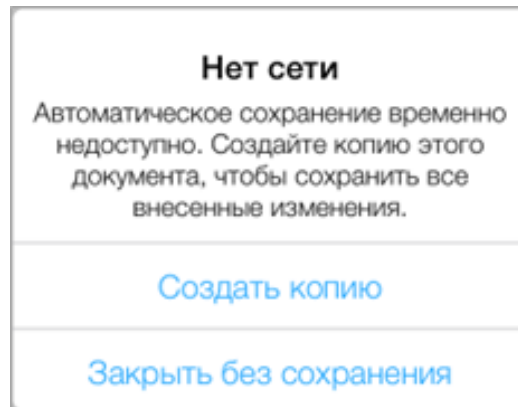 Нет сети
Автоматическое сохранение временно
недоступно. Создайте копию этого
документа, чтобы сохранить все
внесенные изменения.
Создать копию
Закрыть без сохранения